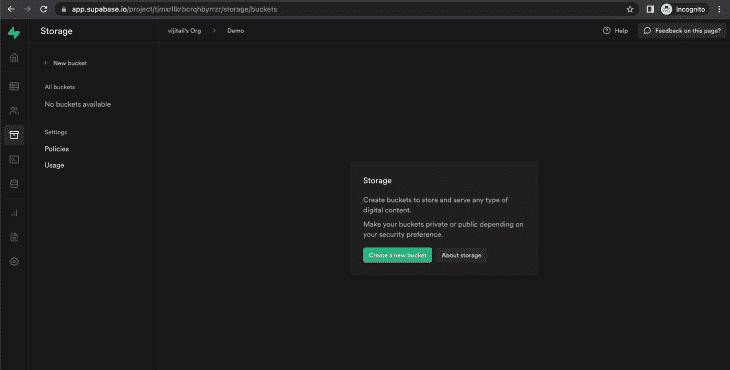 app.supabase.io/project/tjmxrllkrbcrqhbyrrzr/storage/buckets
Incognito
Storage
vijitail's Org > Demo
Help
Feedback on this page?
+ New bucket
All buckets
No buckets available
Settings
Policies
Usage
Storage
Create buckets to store and serve any type of
digital content.
Make your buckets private or public depending on
your security preference.
Create a new bucket
About storage